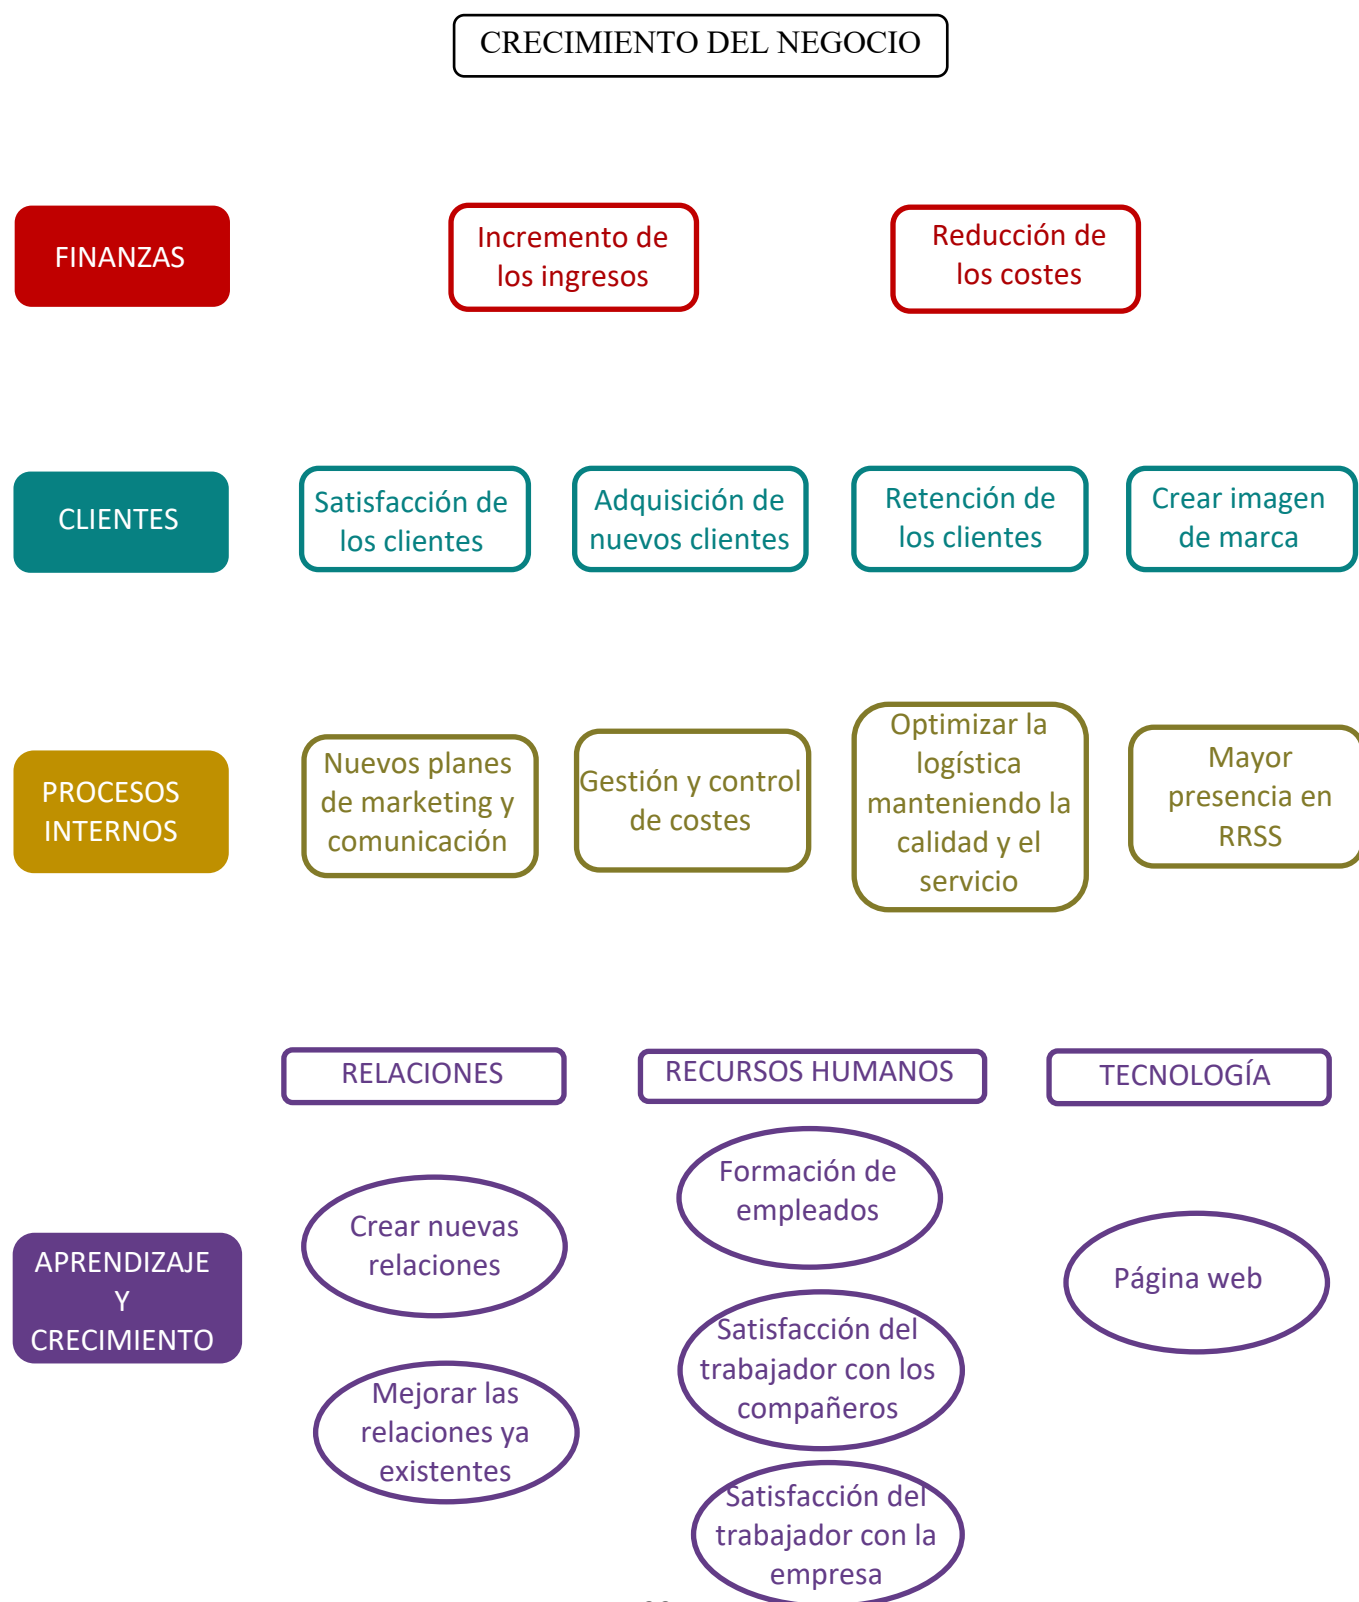 CRECIMIENTO DEL NEGOCIO
FINANZAS
Incremento de
los ingresos
Reducción de
los costes
CLIENTES
Satisfacción de
los clientes
Adquisición de
nuevos clientes
Retención de
los clientes
Crear imagen
de marca
PROCESOS
INTERNOS
Nuevos planes
de marketing y
comunicación
Gestión y control
de costes
Optimizar la
logística
manteniendo la
calidad y el
servicio
Mayor
presencia en
RRSS
APRENDIZAJE
Y
CRECIMIENTO
RELACIONES
Crear nuevas
relaciones
Mejorar las
relaciones ya
existentes
RECURSOS HUMANOS
Formación de
empleados
Satisfacción del
trabajador con los
compañeros
Satisfacción del
trabajador con la
empresa
TECNOLOGÍA
Página web